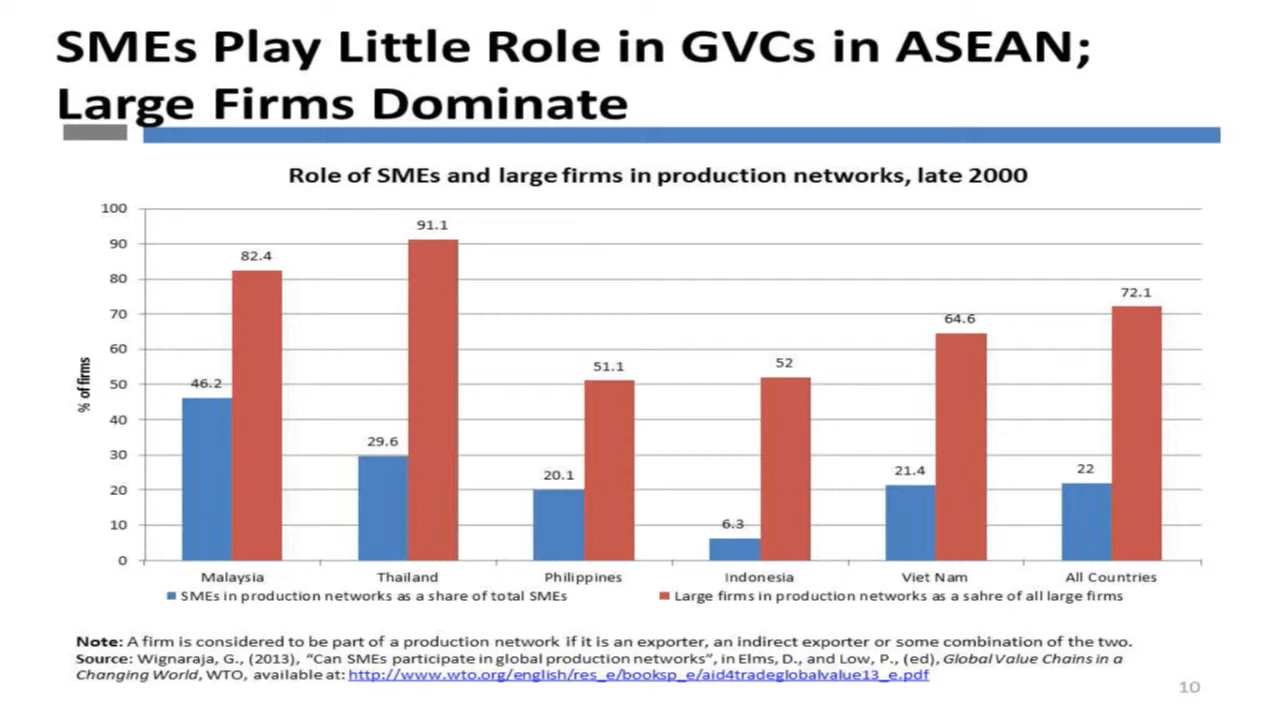 SMEs Play Little Role in GVCs in ASEAN;
Large Firms Dominate
Role of SMEs and large firms in production networks, late 2000
100
90
80
70
60
50
40
30
20
10
0
% of firms
46.2
82.4
29.6
91.1
20.1
51.1
6.3
52
21.4
64.6
22
72.1
Malaysia
Thailand
Philippines
Indonesia
Viet Nam
All Countries
SMEs in production networks as a share of total SMEs
Large firms in production networks as a sahre of all large firms
Note: A firm is considered to be part of a production network if it is an exporter, an indirect exporter or some combination of the two.
Source: Wignaraja, G., (2013), “Can SMEs participate in global production networks”, in Elms, D., and Low, P., (ed), Global Value Chains in a
Changing World, WTO, available at: http://www.wto.org/english/res_e/booksp_e/aid4tradeglobalvalue13_e.pdf
10